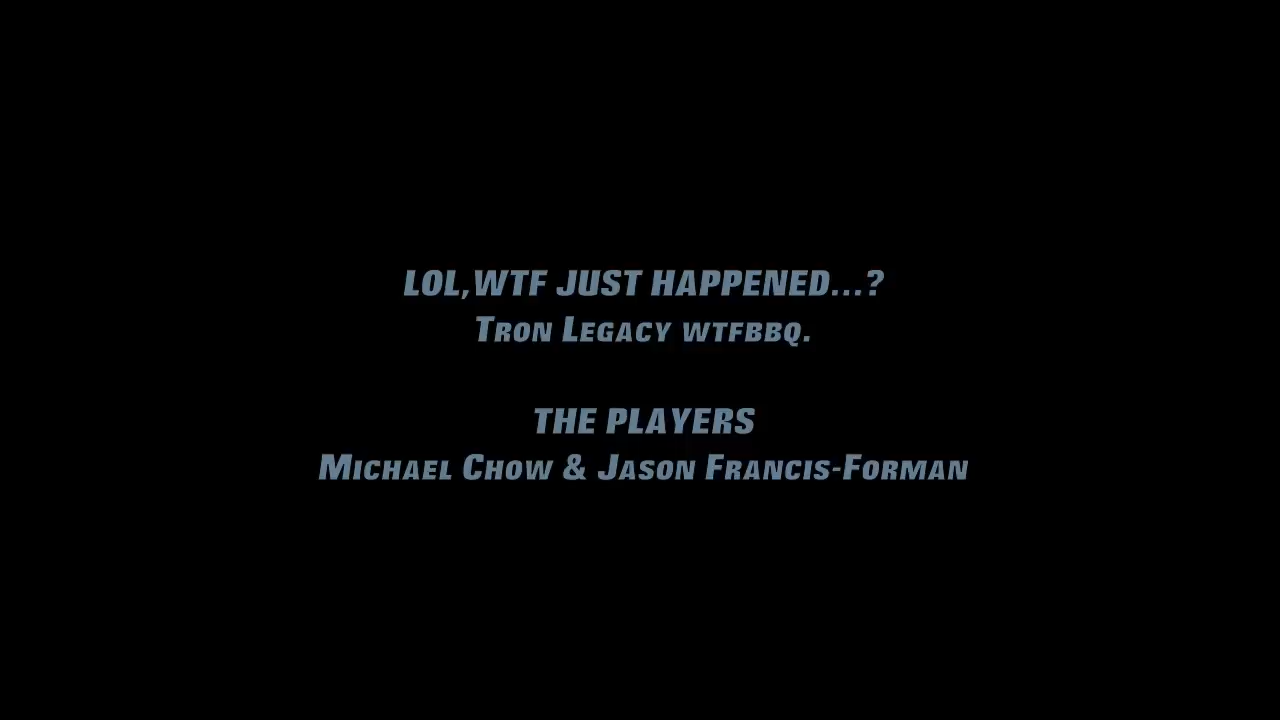 LOL,WTF JUST HAPPENED...?
TRON LEGACY WTFBBQ.
THE PLAYERS
MICHAEL CHOW & JASON FRANCIS-FORMAN